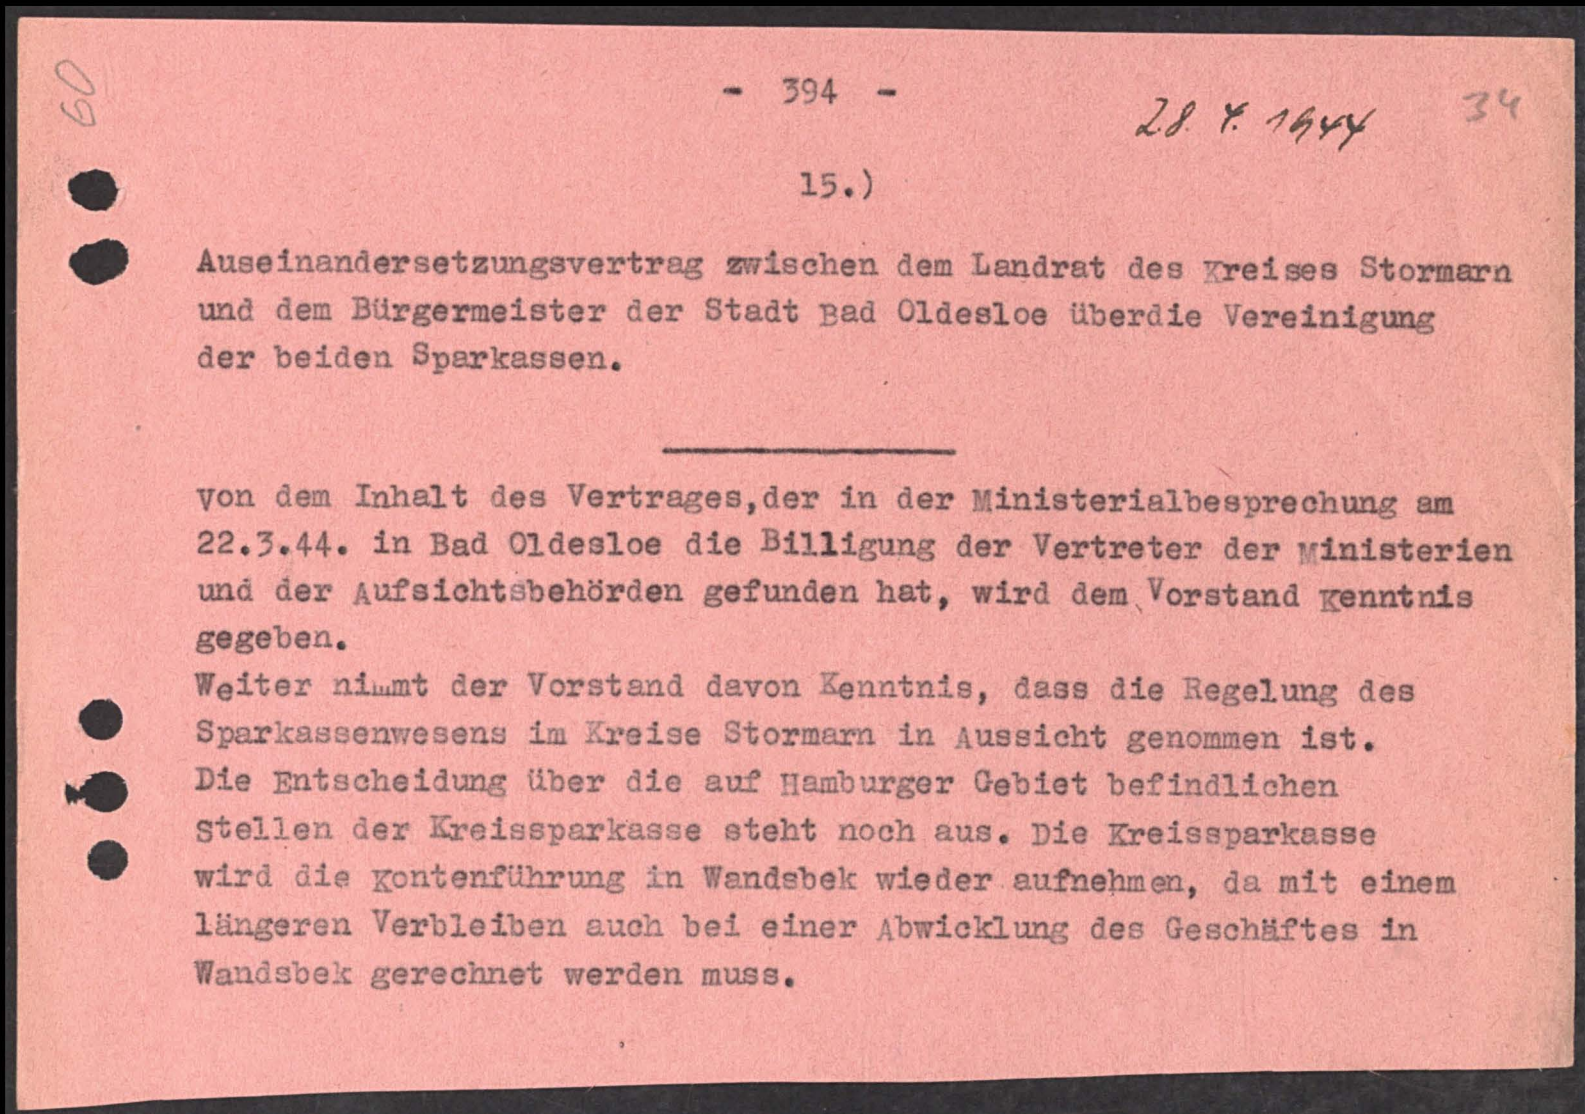 60
- 394 -
28. 4. 1944
34
15.)
Auseinandersetzungsvertrag zwischen dem Landrat des Kreises Stormarn
und dem Bürgermeister der Stadt Bad Oldesloe überdie Vereinigung
der beiden Sparkassen.
Von dem Inhalt des Vertrages,der in der Ministerialbesprechung am
22.3.44. in Bad Oldesloe die Billigung der Vertreter der Ministerien
und der Aufsichtsbehörden gefunden hat, wird dem Vorstand Kenntnis
gegeben.
Weiter nimmt der Vorstand davon Kenntnis, dass die Regelung des
Sparkassenwesens im Kreise Stormarn in Aussicht genommen ist.
Die Entscheidung über die auf Hamburger Gebiet befindlichen
Stellen der Kreissparkasse steht noch aus. Die Kreissparkasse
wird die Kontenführung in Wandsbek wieder aufnehmen, da mit einem
längeren Verbleiben auch bei einer Abwicklung des Geschäftes in
Wandsbek gerechnet werden muss.